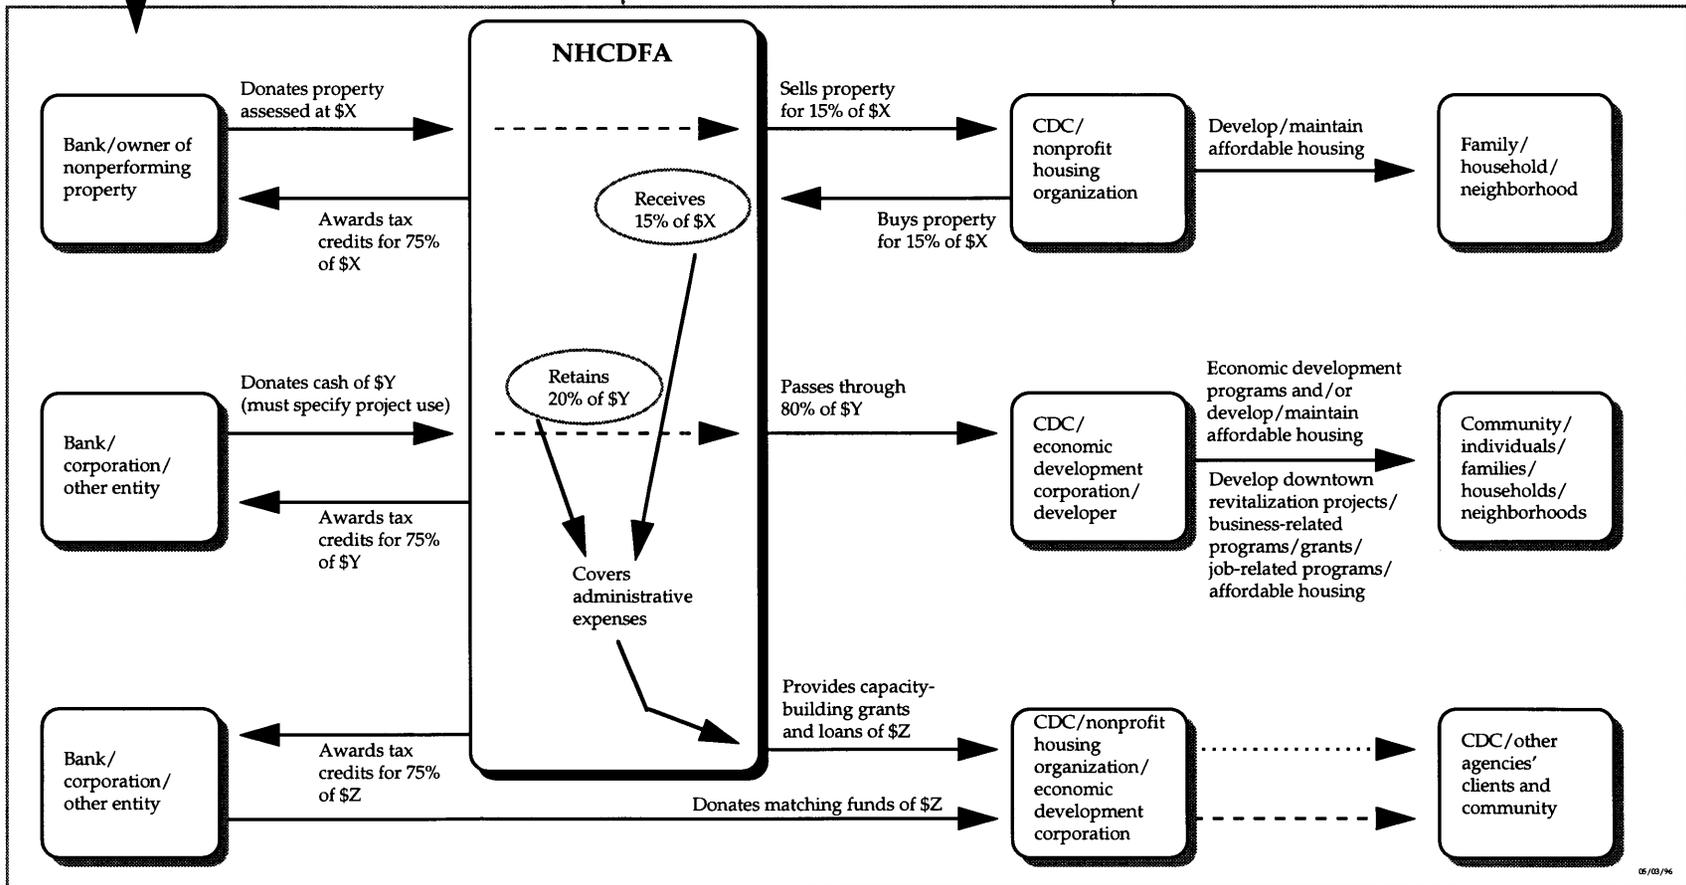 NHCDFA
Donates property
assessed at $X
Sells property
for 15% of $X
Bank/owner of
nonperforming
property
CDC/
nonprofit
housing
organization
Develop/maintain
affordable housing
Family/
household/
neighborhood
Receives
15% of $X
Awards tax
credits for 75%
of $X
Buys property
for 15% of $X
Donates cash of $Y
(must specify project use)
Retains
20% of $Y
Passes through
80% of $Y
Economic development
programs and/or
develop/maintain
affordable housing
Bank/
corporation/
other entity
CDC/
economic
development
corporation/
developer
Community/
individuals/
families/
households/
neighborhoods
Awards tax
credits for 75%
of $Y
Develop downtown
revitalization projects/
business-related
programs/grants/
job-related programs/
affordable housing
Covers
administrative
expenses
Provides capacity-
building grants
and loans of $Z
Bank/
corporation/
other entity
Awards tax
credits for 75%
of $Z
CDC/nonprofit
housing
organization/
economic
development
corporation
CDC/other
agencies'
clients and
community
Donates matching funds of $Z
05/03/96